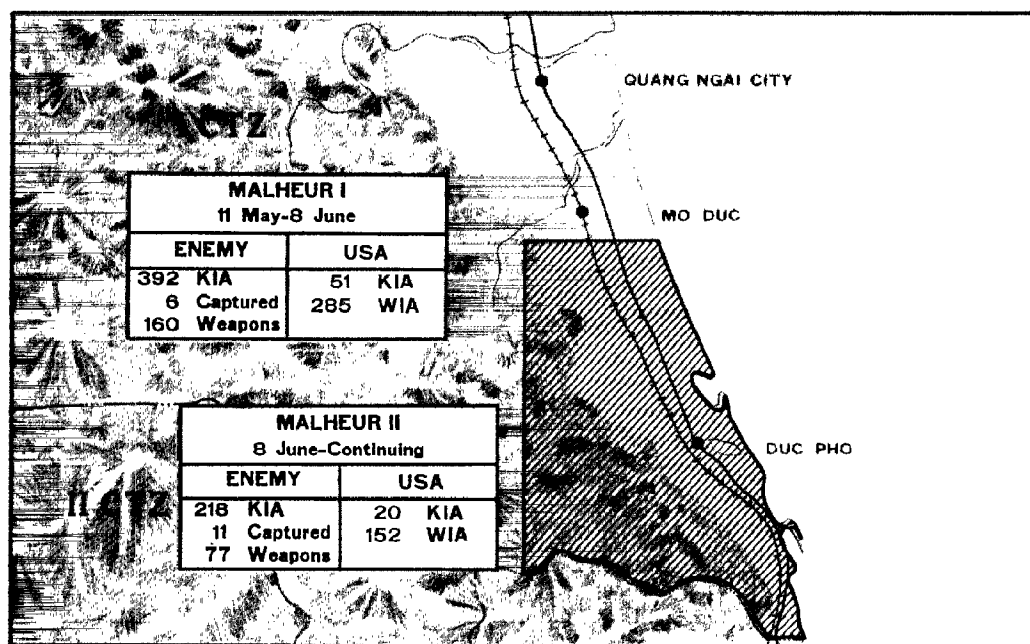 QUANG NGAI CITY
I CTZ
MO DUC
MALHEUR I
11 May-8 June
ENEMY USA
392 KIA 51 KIA
6 Captured 285 WIA
160 Weapons
DUC PHO
MALHEUR II
8 June-Continuing
ENEMY USA
218 KIA 20 KIA
11 Captured 152 WIA
77 Weapons
II CTZ